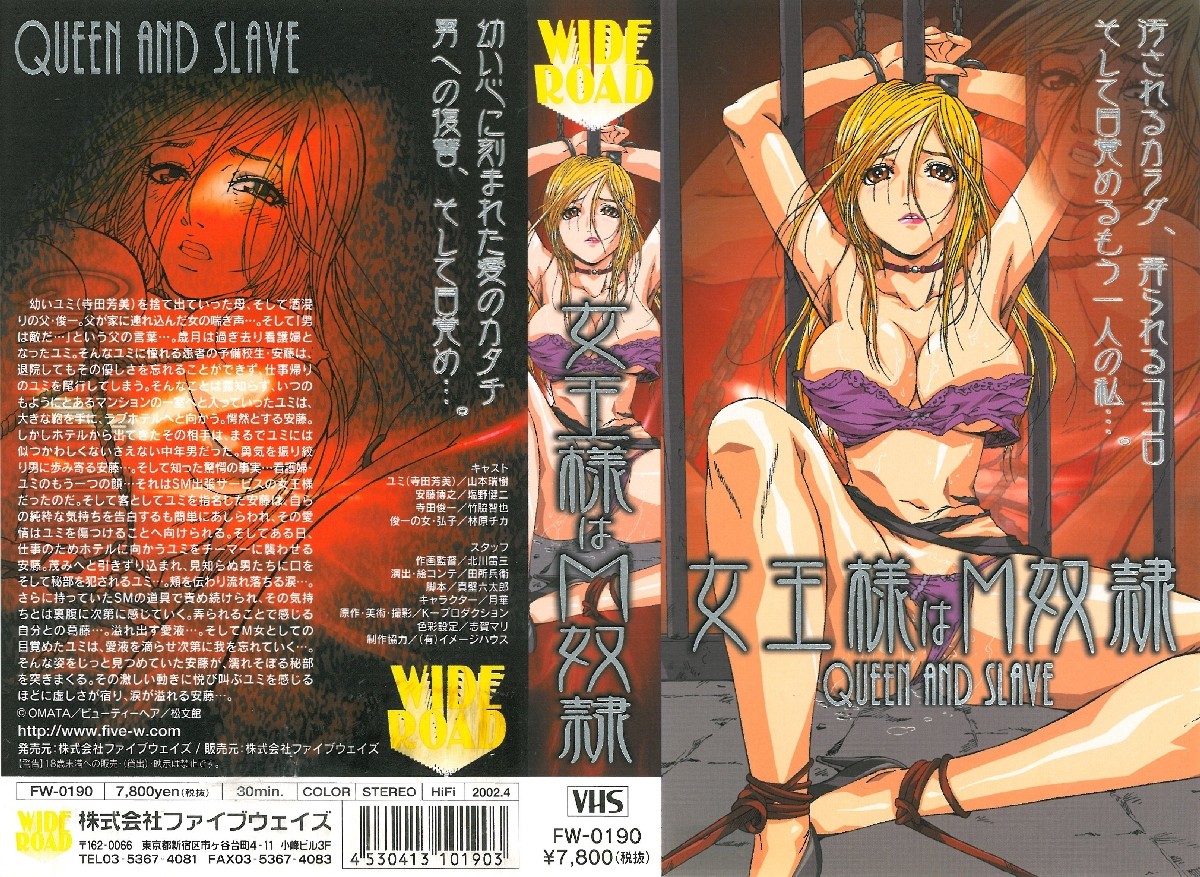 QUEEN AND SLAVE
幼い心に刻まれた愛のカタチ
男への復讐、そして目覚め…。
幼いユミ(寺田芳美)を捨て出ていった母、そして酒混
りの父・俊一。父が家に連れ込んだ女の喘ぎ声…。そして「男
は敵だ…」という父の言葉…。歳月は過ぎ去り看護婦と
なったユミ。そんなユミに憧れる患者の予備校生・安藤は、
退院してもその優しさを忘れることができず、仕事帰り
のユミを尾行してしまう。そんなことは露知らず、いつの
ものようにとあるマンションの一室へと入っていったユミは、
大きな鞄を手に、ラブホテルへと向かう。愕然とする安藤。
しかしホテルから出てきたその相手は、まるでユミには
似つかわしくないさえない中年男だった。勇気を振り絞
り男に歩み寄る安藤…。そして知った驚愕の事実…看護婦・
ユミのもう一つの顔…それはSM出張サービスの女王様
だったのだ。そして客としてユミを指名した安藤は、自ら
の純粋な気持ちを告白するも簡単にあしらわれ、その愛
情はユミを傷つけることへ向けられる。そしてある日、
仕事のためホテルに向かうユミをチーマーに襲わせる
安藤。茂みへと引きずり込まれ、見知らぬ男たちに口を
そして秘部を犯されるユミ…。頬を伝わり流れ落ちる涙…。
さらに持っていたSMの道具で責め続けられ、その気持
ちとは裏腹に次第に感じていく。弄られることで感じる
自分との葛藤…。溢れ出す愛液…。そしてM女としての
目覚めたユミは、愛液を滴らせ次第に我を忘れていく…。
そんな姿をじっと見つめていた安藤が、濡れそぼる秘部
を突きまくる。その激しい動きに悦び叫ぶユミを感じる
ほどに虚しさが宿り、涙が溢れる安藤…。
©OMATA／ビューティーヘア／松文館
http://www.five-w.com
発売元:株式会社ファイブウェイズ / 販売元:株式会社ファイブウェイズ
【警告】18歳未満への販売・(貸出)・映示は禁止です。
キャスト
ユミ(寺田芳美)／山本瑞樹
安藤博之／塩野健二
寺田俊一／竹脇智也
俊一の女・弘子／林原チカ
スタッフ
作画監督／北川雷三
演出・絵コンテ／田所兵衛
脚本／真壁六太郎
キャラクター／月華
原作・美術・撮影／K－プロダクション
色彩設定／志賀マリ
制作協力／(有)イメージハウス
WIDE
ROAD
FW-0190 7,800yen(税抜) 30min. COLOR STEREO HiFi 2002.4
WIDE
ROAD
株式会社ファイブウェイズ
〒162-0066 東京都新宿区市ヶ谷台町4-11 小峰ビル3F
TEL03-5367-4081 FAX03-5367-4083
4 530413 101903
WIDE
ROAD
女王様はM奴隷
VHS
FW-0190
¥7,800(税抜)
汚されるカラダ、弄られるココロ
そして目覚めるもう一人の私…。
女王様はM奴隷
QUEEN AND SLAVE